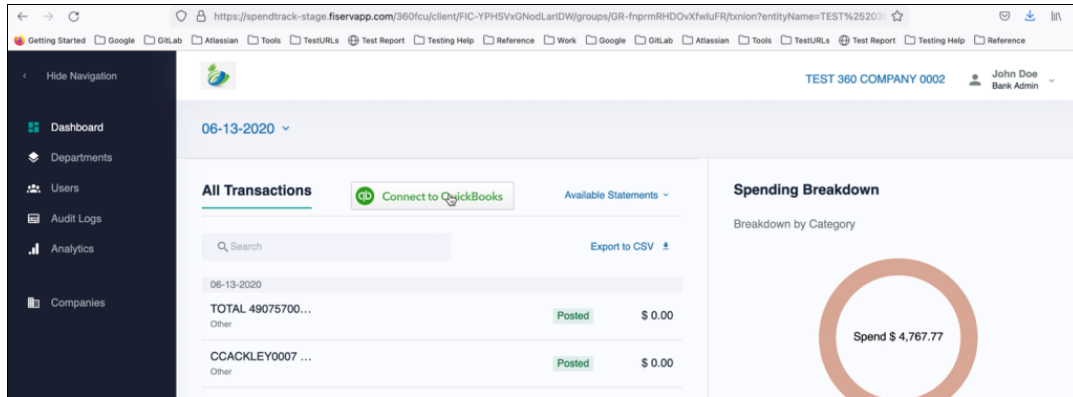 https://spendtrack-stage.fiservapp.com/360fcu/client/FIC-YPHSVxGNodLarIDW/groups/GR-fnprmRHDOvXfwluFR/txnion?entityName=TEST%2520
Getting Started Google GitLab Atlassian Tools TestURLs Test Report Testing Help Reference Work Google GitLab Atlassian Tools TestURLs Test Report Testing Help Reference
Hide Navigation
TEST 360 COMPANY 0002
John Doe
Bank Admin
Dashboard
06-13-2020
Departments
Users
Audit Logs
Analytics
Companies
All Transactions
qb Connect to QuickBooks
Available Statements
Search
Export to CSV
06-13-2020
TOTAL 49075700...
Other
Posted
$ 0.00
CCACKLEY0007 ...
Other
Posted
$ 0.00
Spending Breakdown
Breakdown by Category
Spend $ 4,767.77